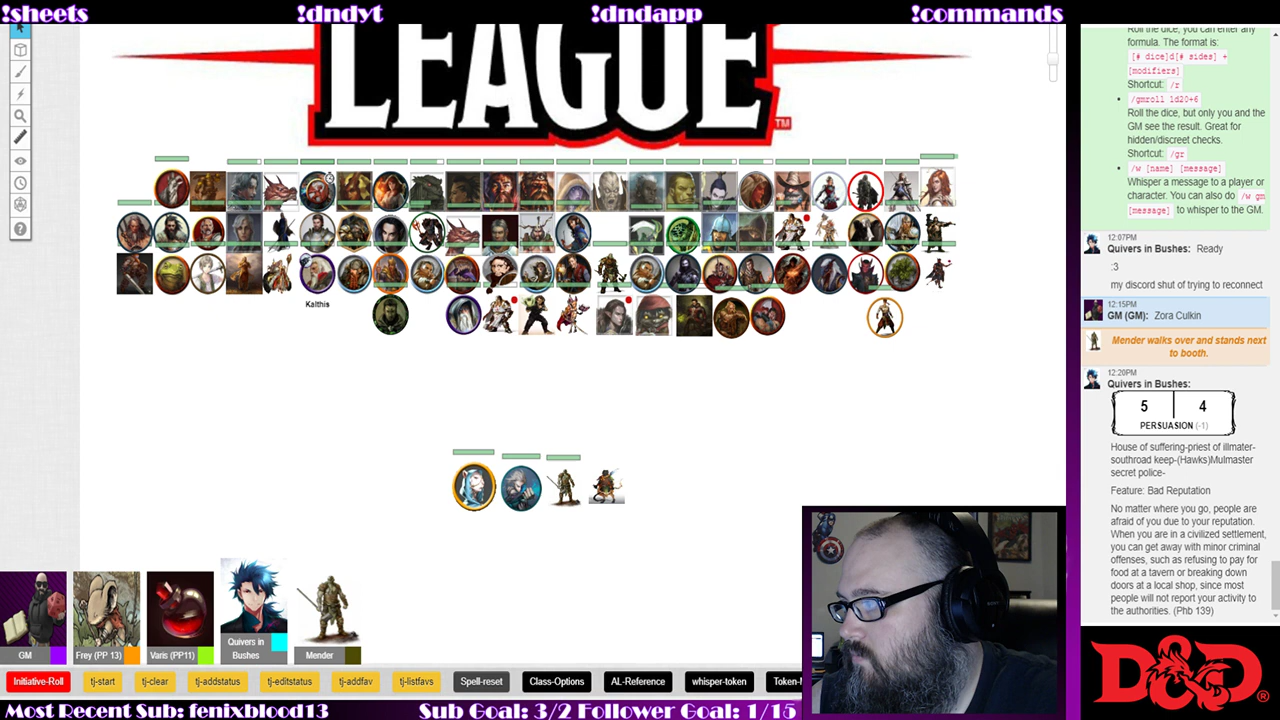 !sheets !dndyt !dndapp !commands
LEAGUE
TM
Kalthis
Roll the dice, you can enter any
formula. The format is:
[# dice]d[# sides] +
[modifiers]
Shortcut: /r
/gmroll 1d20+6
Roll the dice, but only you and the
GM see the result. Great for
hidden/discreet checks.
Shortcut: /gr
/w [name] [message]
Whisper a message to a player or
character. You can also do /w gm
[message] to whisper to the GM.
12:07PM
Quivers in Bushes: Ready
:3
my discord shut of trying to reconnect
12:15PM
GM (GM): Zora Culkin
Mender walks over and stands next
to booth.
12:20PM
Quivers in Bushes:
5 4
PERSUASION (-1)
House of suffering-priest of illmater-
southroad keep-(Hawks)Mulmaster
secret police-
Feature: Bad Reputation
No matter where you go, people are
afraid of you due to your reputation.
When you are in a civilized settlement,
you can get away with minor criminal
offenses, such as refusing to pay for
food at a tavern or breaking down
doors at a local shop, since most
people will not report your activity to
the authorities. (Phb 139)
GM
Frey (PP 13)
Varis (PP11)
Quivers in
Bushes
Mender
Initiative-Roll tj-start tj-clear tj-addstatus tj-editstatus tj-addfav tj-listfavs Spell-reset Class-Options AL-Reference whisper-token Token-
D&D®
Most Recent Sub: fenixblood13 Sub Goal: 3/2 Follower Goal: 1/15